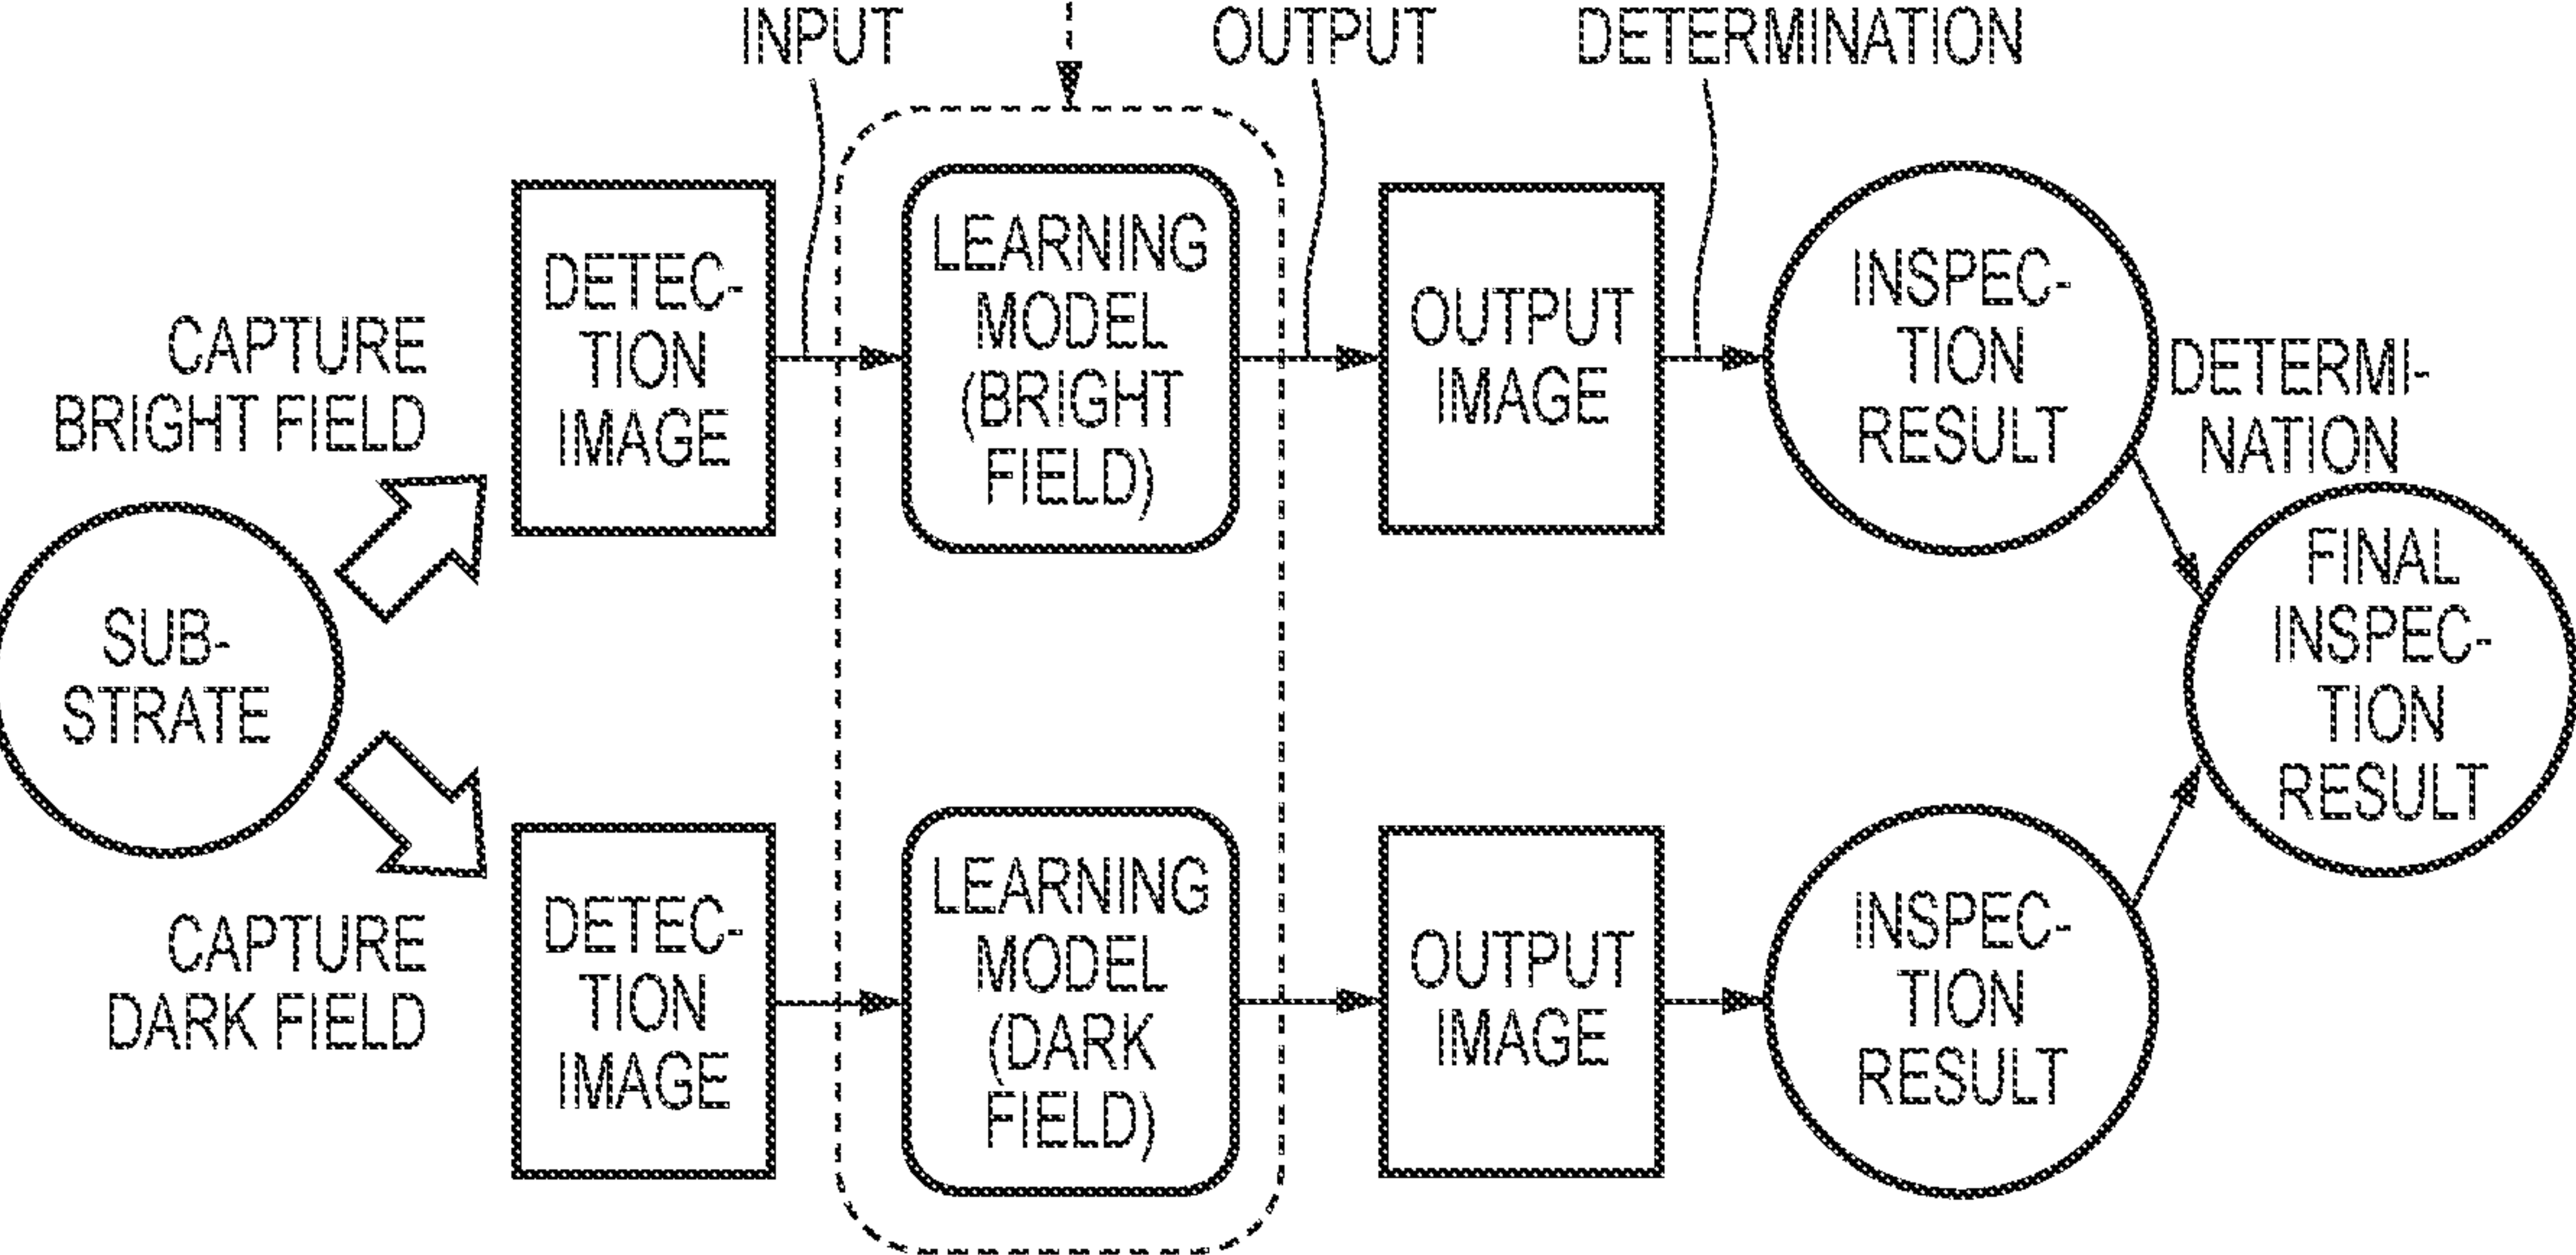 INPUT
OUTPUT
DETERMINATION
CAPTURE
BRIGHT FIELD
DETEC-
TION
IMAGE
LEARNING
MODEL
(BRIGHT
FIELD)
OUTPUT
IMAGE
INSPEC-
TION
RESULT
DETERMI-
NATION
SUB-
STRATE
FINAL
INSPEC-
TION
RESULT
CAPTURE
DARK FIELD
DETEC-
TION
IMAGE
LEARNING
MODEL
(DARK
FIELD)
OUTPUT
IMAGE
INSPEC-
TION
RESULT